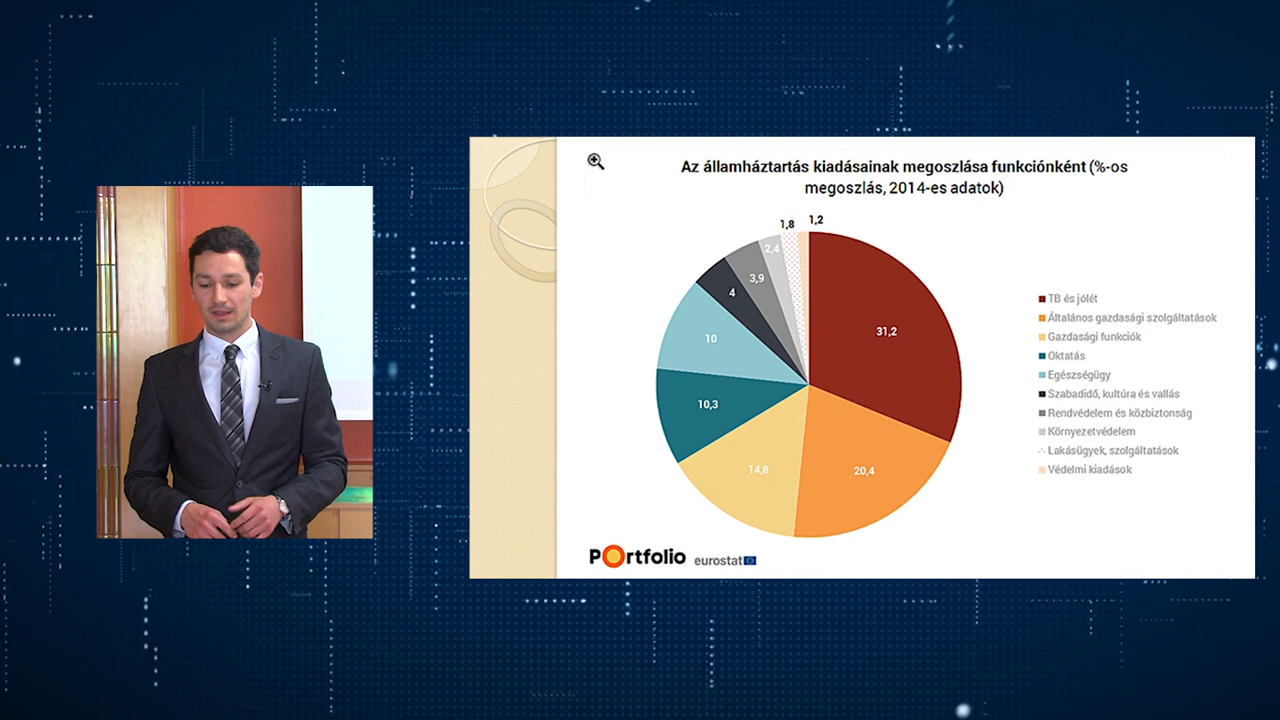 Az államháztartás kiadásainak megoszlása funkciónként (%-os
megoszlás, 2014-es adatok)
1,8
1,2
2,4
3,9
4
10
10,3
14,8
20,4
31,2
TB és jólét
Általános gazdasági szolgáltatások
Gazdasági funkciók
Oktatás
Egészségügy
Szabadidő, kultúra és vallás
Rendvédelem és közbiztonság
Környezetvédelem
Lakásügyek, szolgáltatások
Védelmi kiadások
Portfolio
eurostat